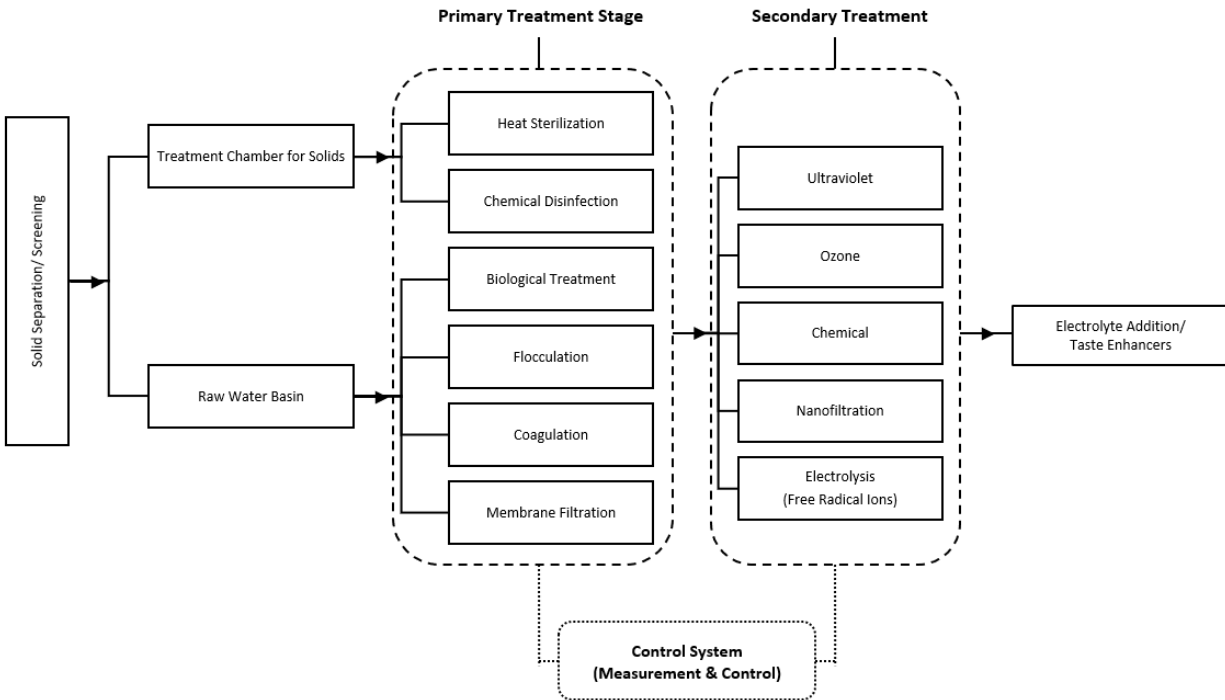 Primary Treatment Stage
Secondary Treatment
Solid Separation/ Screening
Treatment Chamber for Solids
Raw Water Basin
Heat Sterilization
Chemical Disinfection
Biological Treatment
Flocculation
Coagulation
Membrane Filtration
Ultraviolet
Ozone
Chemical
Nanofiltration
Electrolysis
(Free Radical Ions)
Electrolyte Addition/
Taste Enhancers
Control System
(Measurement & Control)